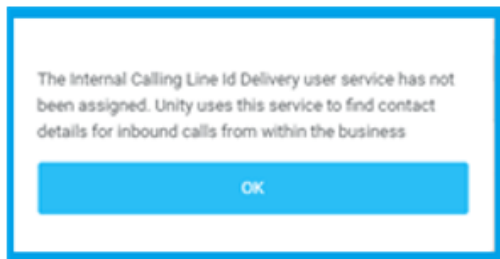 The Internal Calling Line Id Delivery user service has not
been assigned. Unity uses this service to find contact
details for inbound calls from within the business
OK